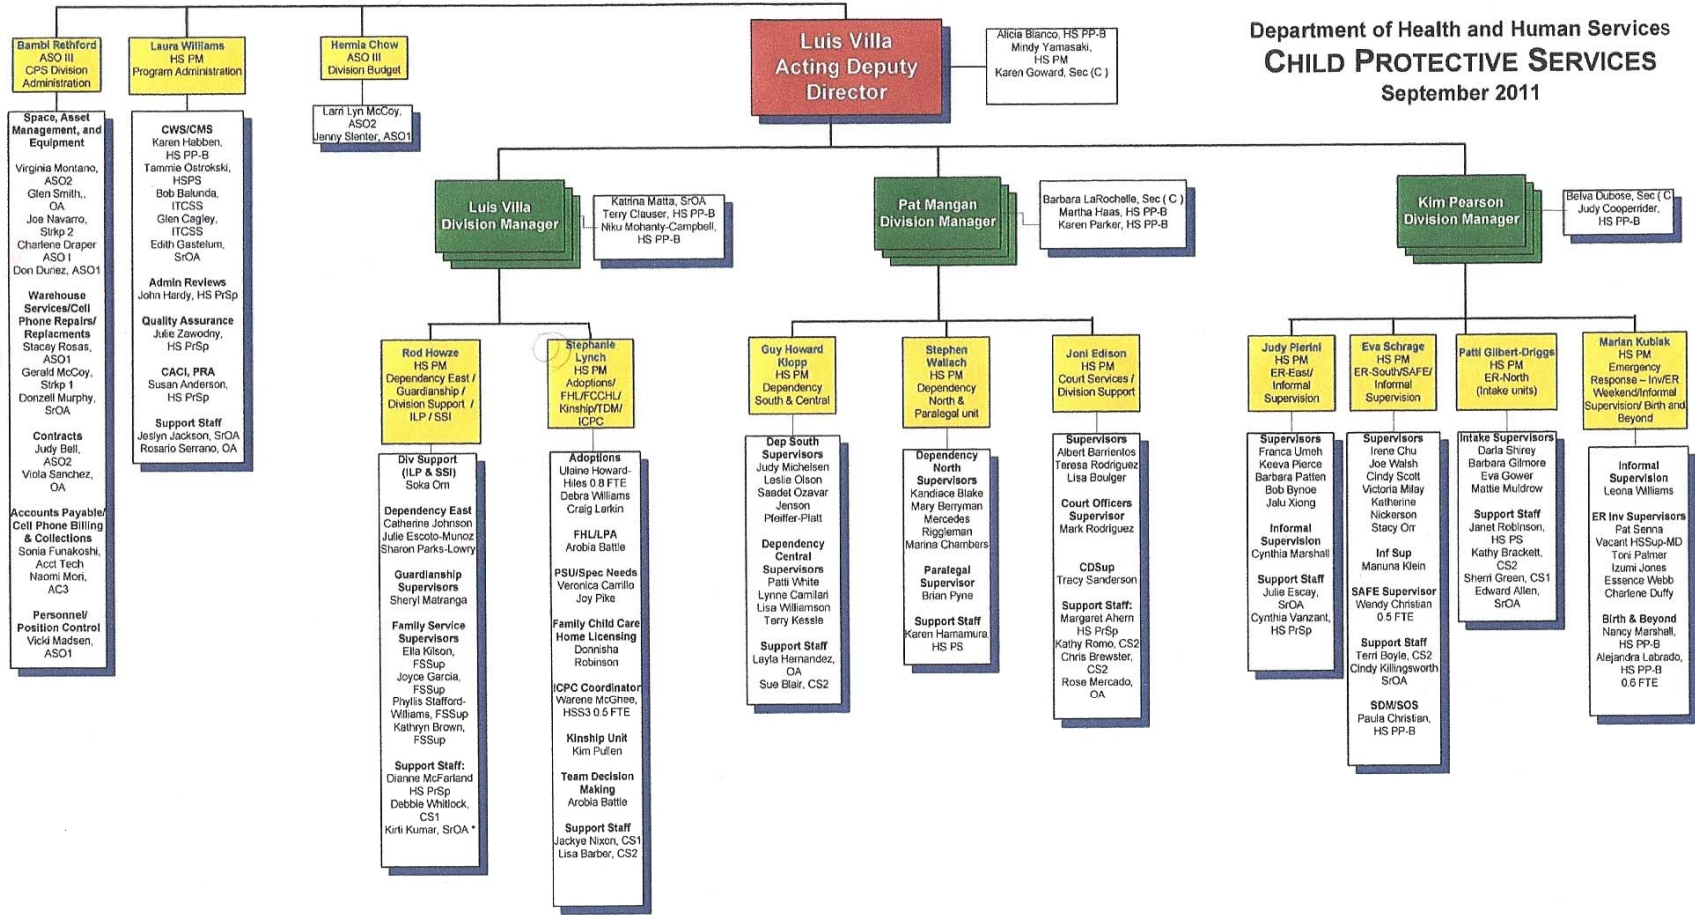 Department of Health and Human Services
CHILD PROTECTIVE SERVICES
September 2011
Luis Villa
Acting Deputy
Director
Alicia Blanco, HS PP-B
Mindy Yamasaki,
HS PM
Karen Goward, Sec (C )
Bambi Rethford
ASO III
CPS Division
Administration
Space, Asset
Management, and
Equipment
Virginia Montano,
ASO2
Glen Smith,,
OA
Joe Navarro,
Strkp 2
Charlene Draper
ASO I
Don Duriez, ASO1
Warehouse
Services/Cell
Phone Repairs/
Replacments
Stacey Rosas,
ASO1
Gerald McCoy,
Strkp 1
Donzell Murphy,
SrOA
Contracts
Judy Bell,
ASO2
Viola Sanchez,
OA
Accounts Payable/
Cell Phone Billing
& Collections
Sonia Funakoshi,
Acct Tech
Naomi Mori,
AC3
Personnel/
Position Control
Vicki Madsen,
ASO1
Laura Williams
HS PM
Program Administration
CWS/CMS
Karen Habben,
HS PP-B
Tammie Ostrokski,
HSPS
Bob Balunda,
ITCSS
Glen Cagley,
ITCSS
Edith Gastelum,
SrOA
Admin Reviews
John Hardy, HS PrSp
Quality Assurance
Julie Zawodny,
HS PrSp
CACI, PRA
Susan Anderson,
HS PrSp
Support Staff
Jeslyn Jackson, SrOA
Rosario Serrano, OA
Hermia Chow
ASO III
Division Budget
Larri Lyn McCoy,
ASO2
Jenny Slenter, ASO1
Luis Villa
Division Manager
Katrina Matta, SrOA
Terry Clauser, HS PP-B
Niku Mohanty-Campbell,
HS PP-B
Pat Mangan
Division Manager
Barbara LaRochelle, Sec ( C )
Martha Haas, HS PP-B
Karen Parker, HS PP-B
Kim Pearson
Division Manager
Belva Dubose, Sec ( C
Judy Cooperrider,
HS PP-B
Rod Howze
HS PM
Dependency East /
Guardianship /
Division Support /
ILP / SSI
Div Support
(ILP & SSI)
Soka Om
Dependency East
Catherine Johnson
Julie Escoto-Munoz
Sharon Parks-Lowry
Guardianship
Supervisors
Sheryl Matranga
Family Service
Supervisors
Ella Kilson,
FSSup
Joyce Garcia,
FSSup
Phyllis Stafford-
Williams, FSSup
Kathryn Brown,
FSSup
Support Staff:
Dianne McFarland
HS PrSp
Debbie Whitlock,
CS1
Kirti Kumar, SrOA *
Stephanie
Lynch
HS PM
Adoptions/
FHL/FCCHL/
Kinship/TDM/
ICPC
Adoptions
Ulaine Howard-
Hiles 0.8 FTE
Debra Williams
Craig Larkin
FHL/LPA
Arobia Battle
PSU/Spec Needs
Veronica Carrillo
Joy Pike
Family Child Care
Home Licensing
Donnisha
Robinson
ICPC Coordinator
Warene McGhee,
HSS3 0.5 FTE
Kinship Unit
Kim Pullen
Team Decision
Making
Arobia Battle
Support Staff
Jackye Nixon, CS1
Lisa Barber, CS2
Guy Howard
Klopp
HS PM
Dependency
South & Central
Dep South
Supervisors
Judy Michelsen
Leslie Olson
Saadet Ozavar
Jenson
Pfeiffer-Platt
Dependency
Central
Supervisors
Patti White
Lynne Camilari
Lisa Williamson
Terry Kessie
Support Staff
Layla Hernandez,
OA
Sue Blair, CS2
Stephen
Wallach
HS PM
Dependency
North &
Paralegal unit
Dependency
North
Supervisors
Kandiace Blake
Mary Berryman
Mercedes
Riggleman
Marina Chambers
Paralegal
Supervisor
Brian Pyne
Support Staff
Karen Hamamura,
HS PS
Joni Edison
HS PM
Court Services /
Division Support
Supervisors
Albert Barrientos
Teresa Rodriguez
Lisa Boulger
Court Officers
Supervisor
Mark Rodriguez
CDSup
Tracy Sanderson
Support Staff:
Margaret Ahern
HS PrSp
Kathy Romo, CS2
Chris Brewster,
CS2
Rose Mercado,
OA
Judy Pierini
HS PM
ER-East/
Informal
Supervision
Supervisors
Franca Umeh
Keeva Pierce
Barbara Patten
Bob Bynoe
Jalu Xiong
Informal
Supervision
Cynthia Marshall
Support Staff
Julie Escay,
SrOA
Cynthia Vanzant,
HS PrSp
Eva Schrage
HS PM
ER-South/SAFE/
Informal
Supervision
Supervisors
Irene Chu
Joe Walsh
Cindy Scott
Victoria Milay
Katherine
Nickerson
Stacy Orr
Inf Sup
Manuna Klein
SAFE Supervisor
Wendy Christian
0.5 FTE
Support Staff
Terri Boyle, CS2
Cindy Killingsworth
SrOA
SDM/SOS
Paula Christian,
HS PP-B
Patti Gilbert-Driggs
HS PM
ER-North
(Intake units)
Intake Supervisors
Darla Shirey
Barbara Gilmore
Eva Gower
Mattie Muldrow
Support Staff
Janet Robinson,
HS PS
Kathy Brackett,
CS2
Sherri Green, CS1
Edward Allen,
SrOA
Marian Kubiak
HS PM
Emergency
Response – Inv/ER
Weekend/Informal
Supervision/ Birth and
Beyond
Informal
Supervision
Leona Williams
ER Inv Supervisors
Pat Senna
Vacant HSSup-MD
Toni Palmer
Izumi Jones
Essence Webb
Charlene Duffy
Birth & Beyond
Nancy Marshall,
HS PP-B
Alejandra Labrado,
HS PP-B
0.6 FTE